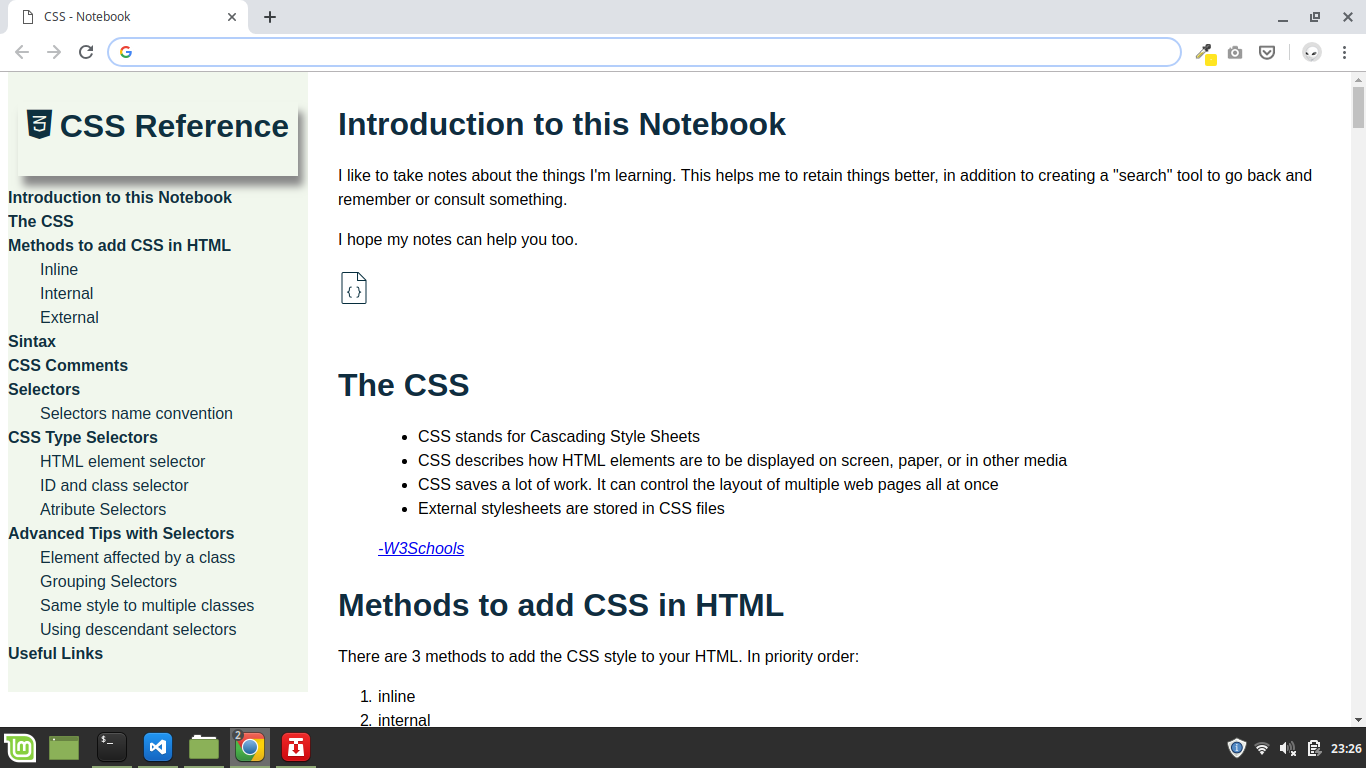 CSS - Notebook
CSS Reference
Introduction to this Notebook
The CSS
Methods to add CSS in HTML
Inline
Internal
External
Sintax
CSS Comments
Selectors
Selectors name convention
CSS Type Selectors
HTML element selector
ID and class selector
Atribute Selectors
Advanced Tips with Selectors
Element affected by a class
Grouping Selectors
Same style to multiple classes
Using descendant selectors
Useful Links
Introduction to this Notebook
I like to take notes about the things I'm learning. This helps me to retain things better, in addition to creating a "search" tool to go back and
remember or consult something.
I hope my notes can help you too.
{ }
The CSS
• CSS stands for Cascading Style Sheets
• CSS describes how HTML elements are to be displayed on screen, paper, or in other media
• CSS saves a lot of work. It can control the layout of multiple web pages all at once
• External stylesheets are stored in CSS files
-W3Schools
Methods to add CSS in HTML
There are 3 methods to add the CSS style to your HTML. In priority order:
1. inline
2. internal
$_
2
23:26